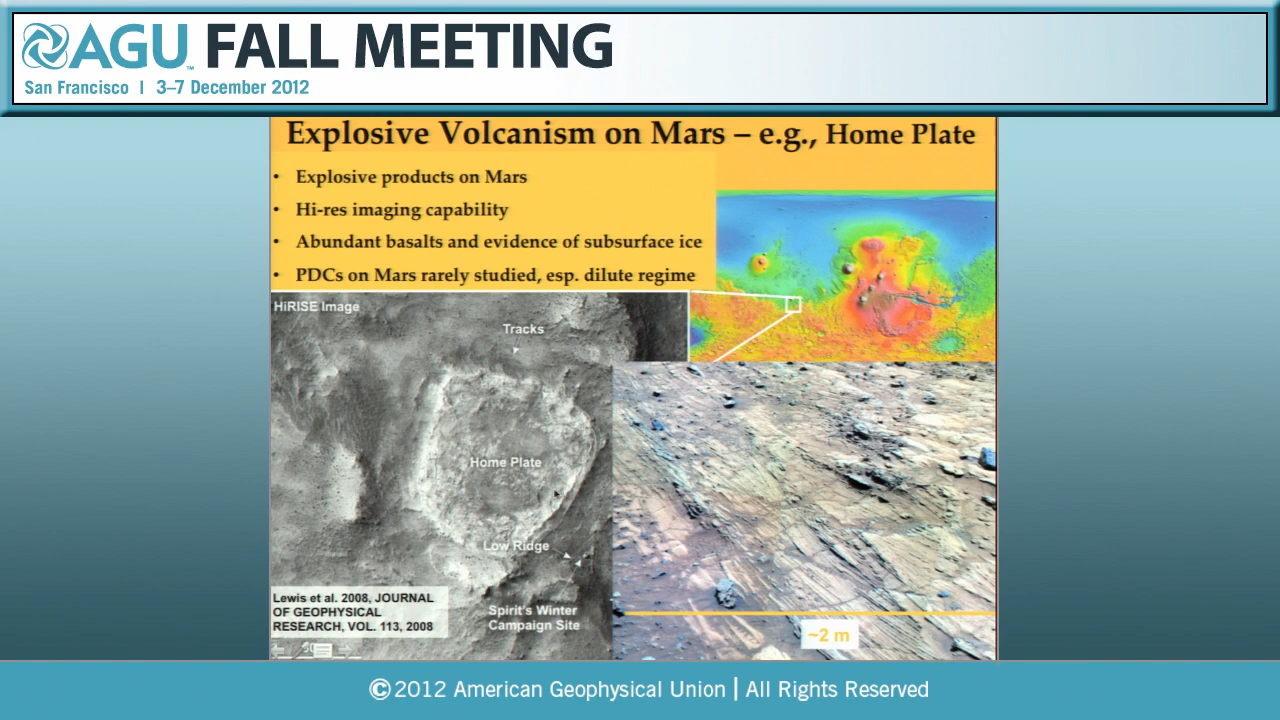 AGU™ FALL MEETING
San Francisco | 3–7 December 2012
Explosive Volcanism on Mars – e.g., Home Plate
• Explosive products on Mars
• Hi-res imaging capability
• Abundant basalts and evidence of subsurface ice
• PDCs on Mars rarely studied, esp. dilute regime
HiRISE Image
Tracks
Home Plate
Low Ridge
Spirit's Winter
Campaign Site
Lewis et al. 2008, JOURNAL
OF GEOPHYSICAL
RESEARCH, VOL. 113, 2008
~2 m
©2012 American Geophysical Union | All Rights Reserved